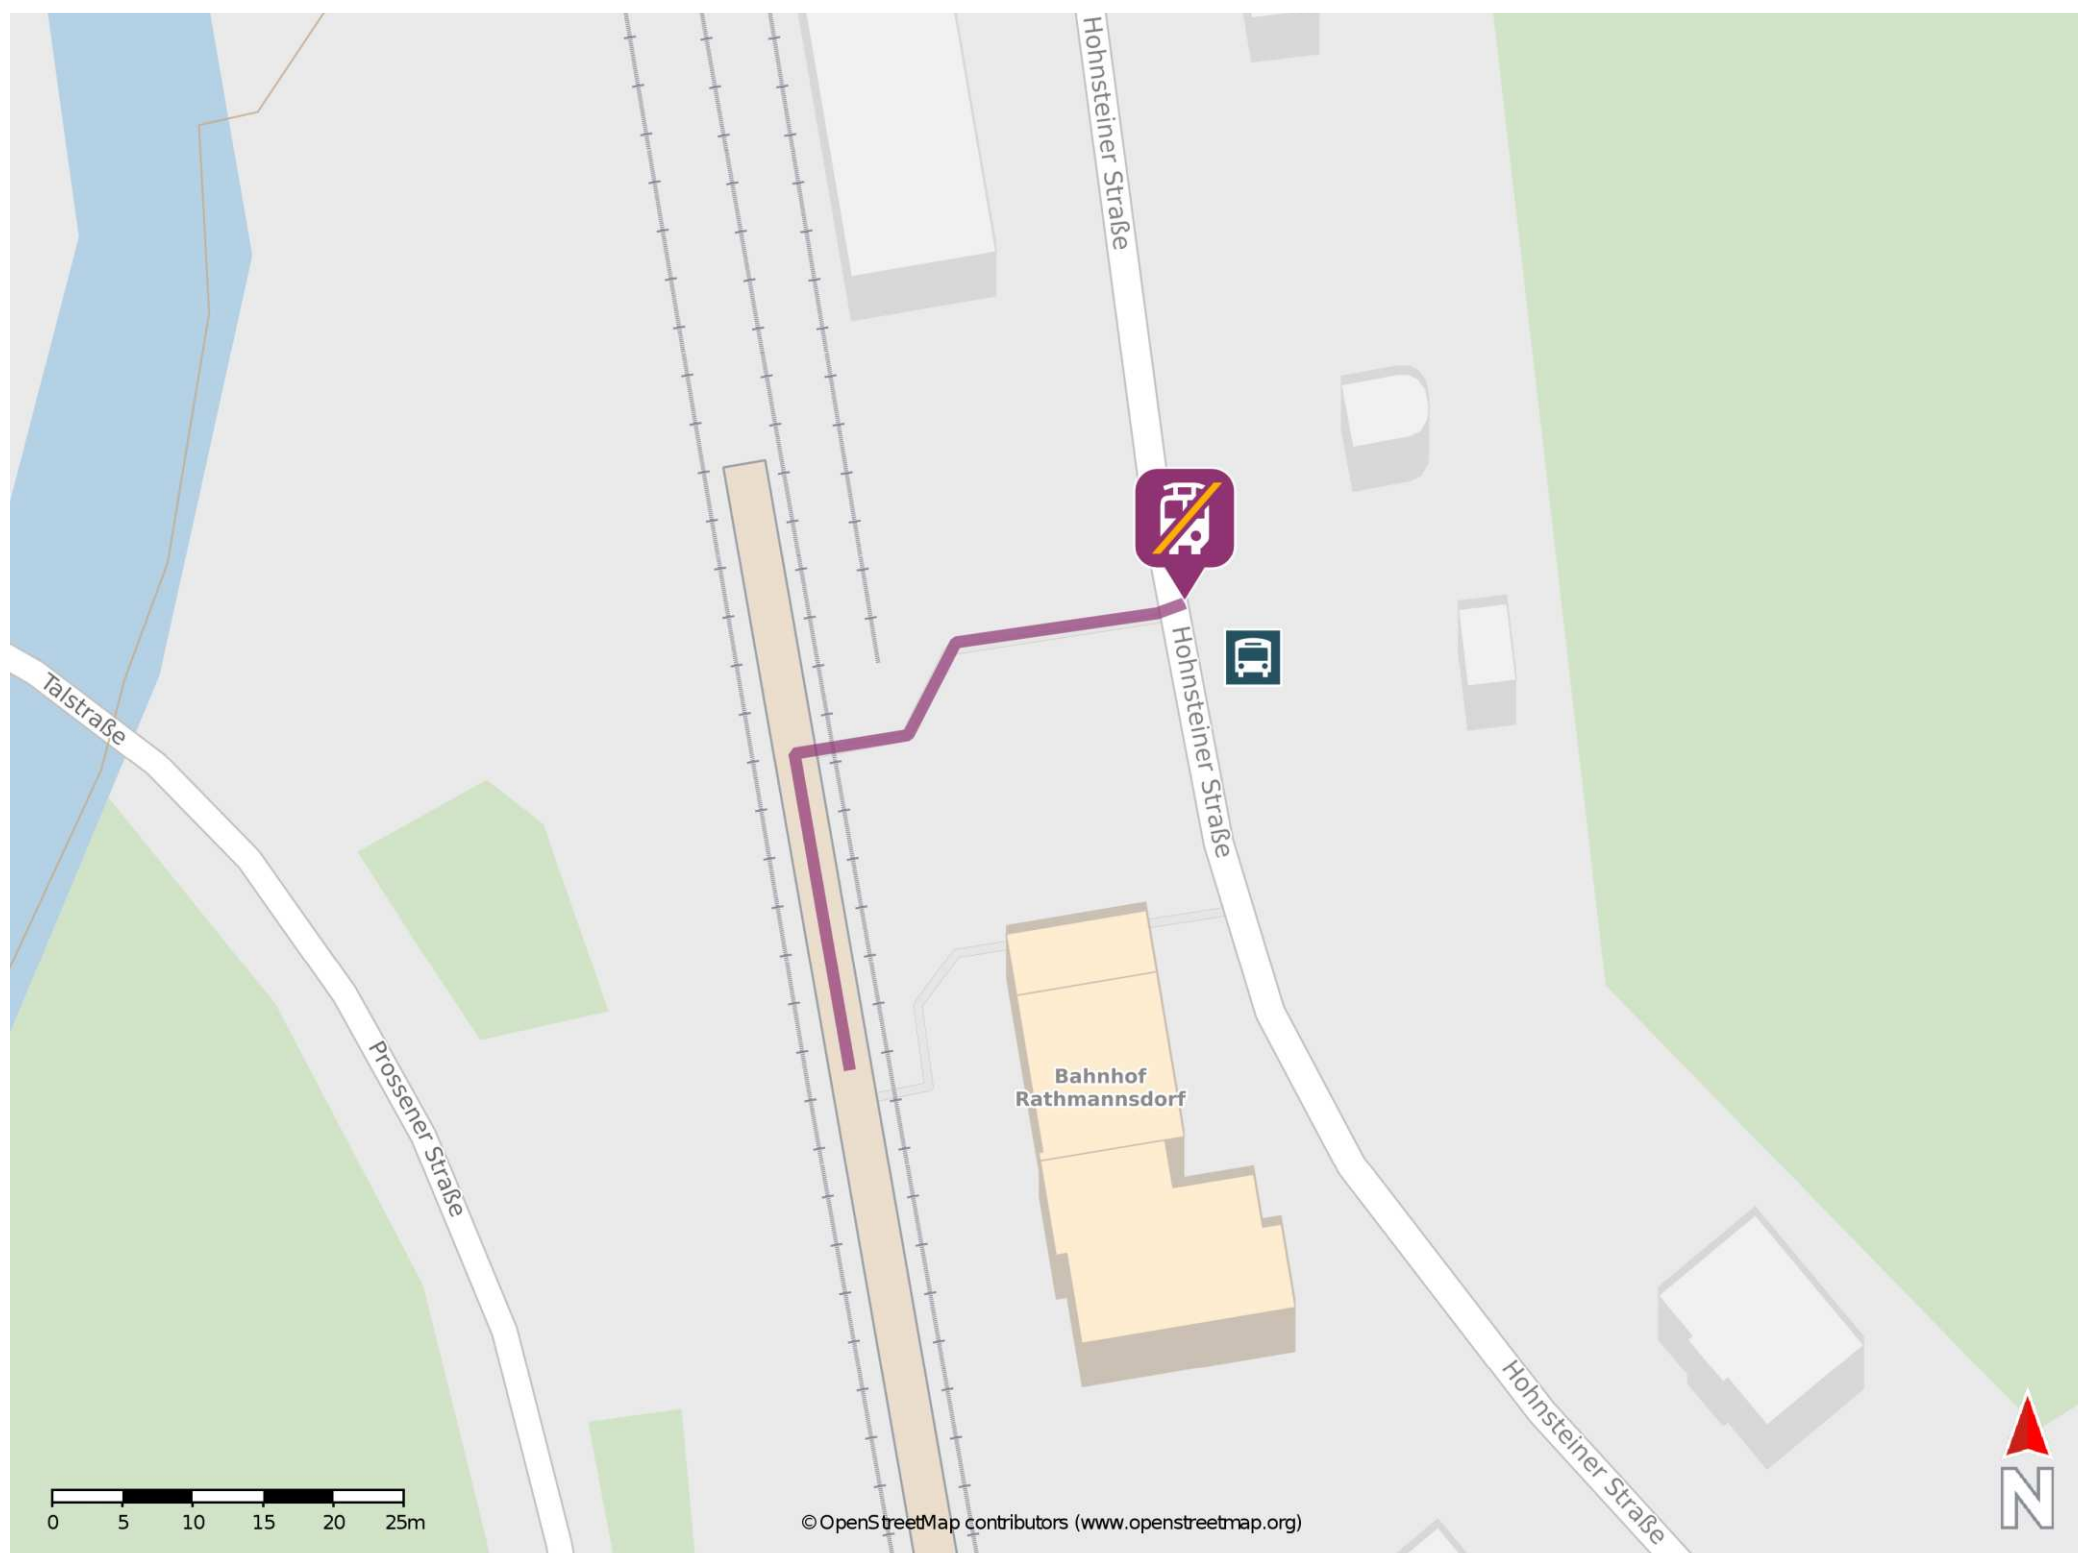 Hohnsteiner Straße
Talstraße
Hohnsteiner Straße
Prossener Straße
Bahnhof
Rathmannsdorf
Hohnsteiner Straße
0 5 10 15 20 25m
© OpenStreetMap contributors (www.openstreetmap.org)
N